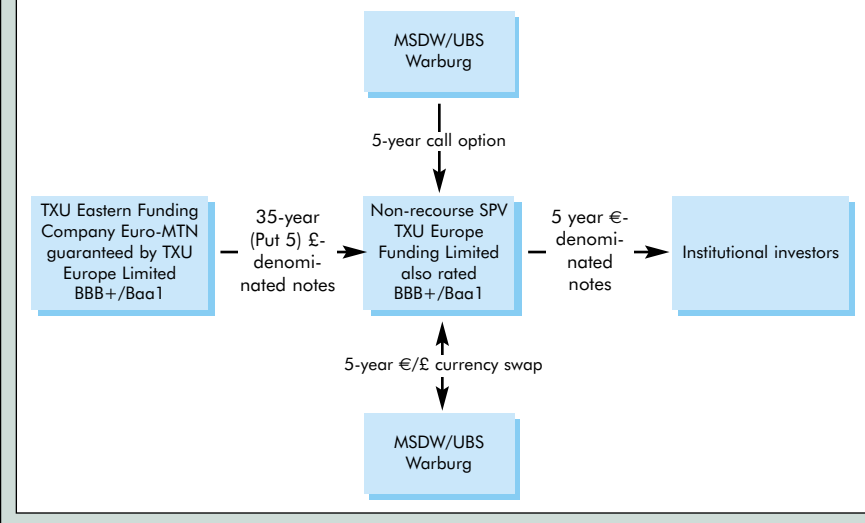 MSDW/UBS
Warburg
5-year call option
TXU Eastern Funding
Company Euro-MTN
guaranteed by TXU
Europe Limited
BBB+/Baa1
35-year
(Put 5) £-
denomi-
nated notes
Non-recourse SPV
TXU Europe
Funding Limited
also rated
BBB+/Baa1
5 year €-
denomi-
nated
notes
Institutional investors
5-year €/£ currency swap
MSDW/UBS
Warburg